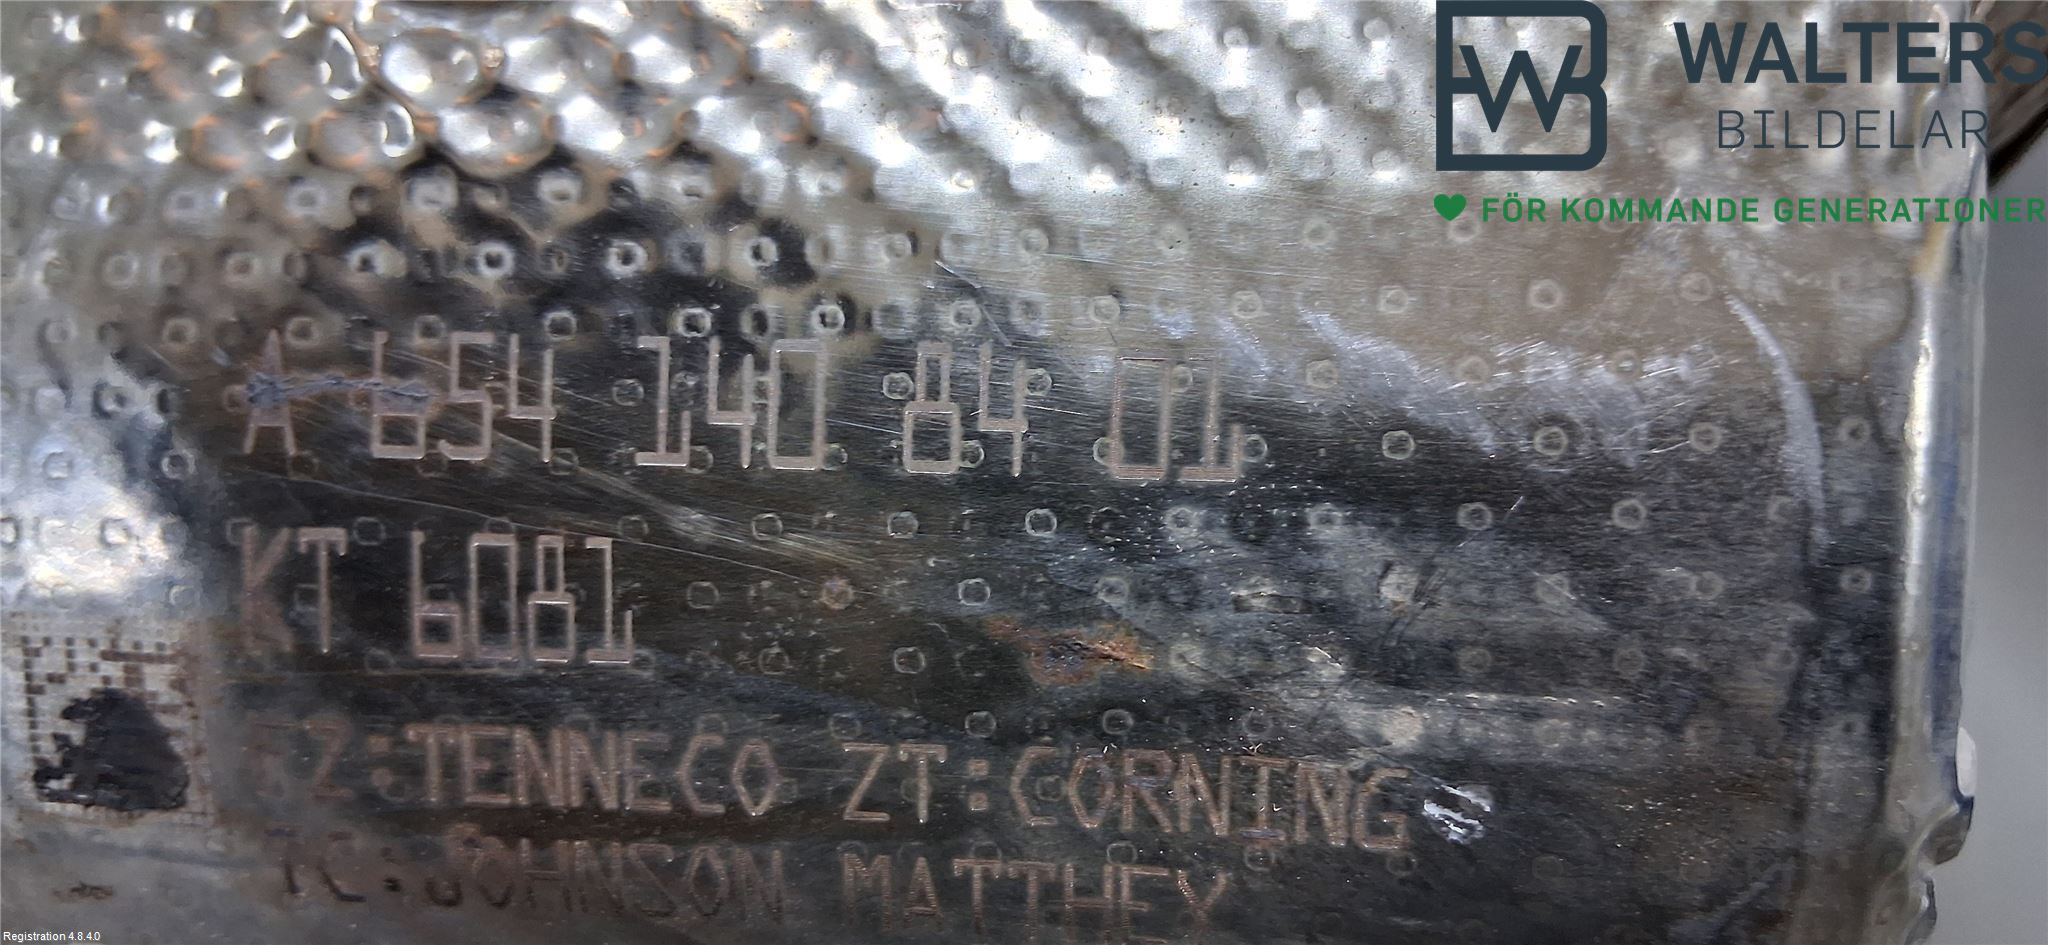 WALTERS
BILDELAR
FÖR KOMMANDE GENERATIONER
A 654 140 84 01
KT 6081
TENNECO ZT:CORNING
TC:JOHNSON MATTHEY
Registration 4.8.4.0